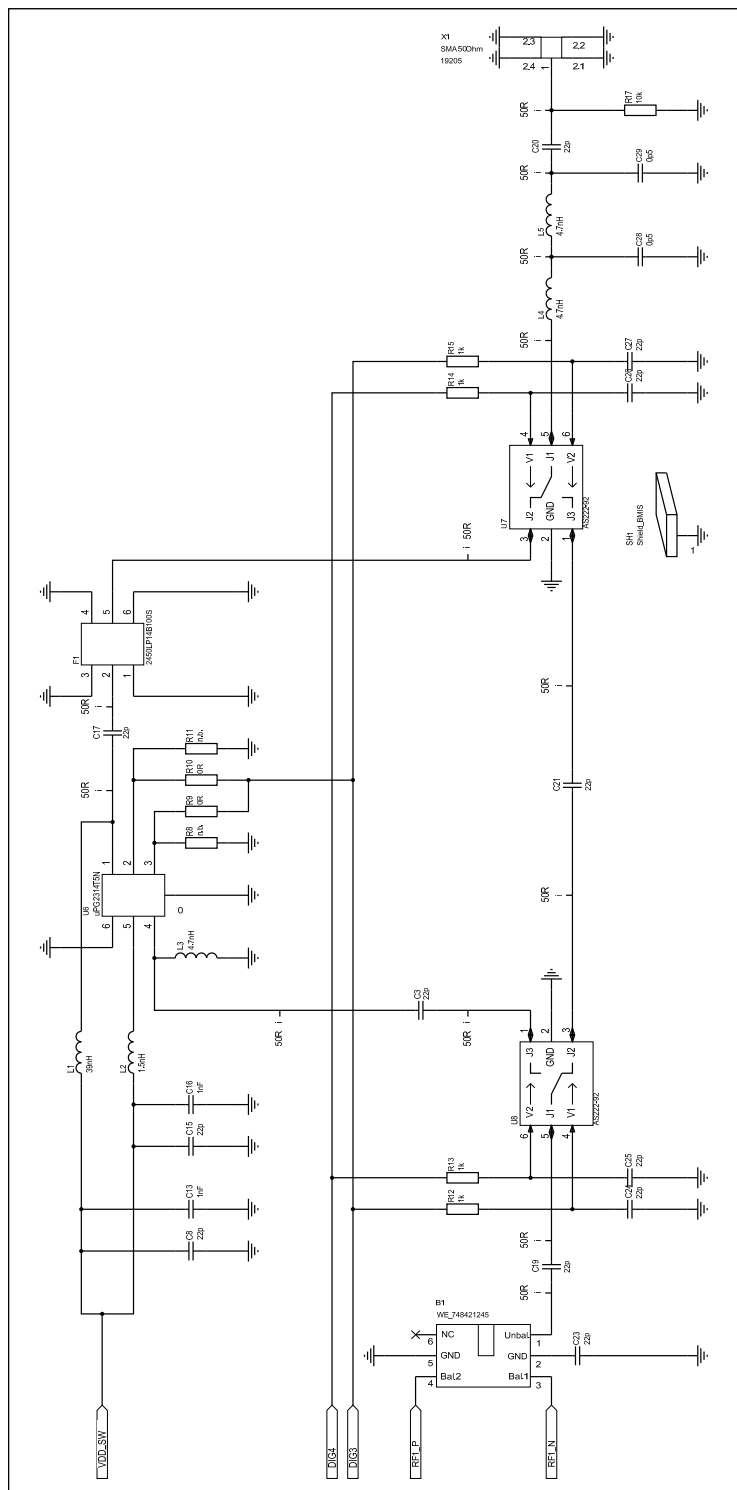 X1
SMA50Ohm
19205
2.3
2.2
2.4
2.1
1
50R
R17
10k
C20
22p
50R
C29
0p5
L5
4.7nH
50R
C28
0p5
L4
4.7nH
50R
R15
1k
C27
22p
R14
1k
C26
22p
4
5
6
V1
J1
V2
J2
GND
J3
U7
AS222-92
3
2
1
SH1
Shield_BMIS
1
i 50R
4
5
6
F1
2450LP14B100S
3
2
1
50R i
C17
22p
50R i
R11
n.b.
R10
0R
R9
0R
R8
n.b.
1
2
3
U6
uPG2314T5N
0
6
5
4
L3
4.7nH
50R i
C21
22p
50R i
C3
22p
50R i
50R i
1
2
3
J3
GND
J2
V2
J1
V1
U8
AS222-92
6
5
4
L1
39nH
L2
1.5nH
C16
1nF
C15
22p
C13
1nF
C8
22p
R13
1k
C25
22p
R12
1k
C24
22p
50R
C19
22p
50R
B1
WE_748421245
NC
Unbal
6
1
GND
GND
5
2
Bal2
Bal1
4
3
C23
22p
VDD_SW
DIG4
DIG3
RF1_P
RF1_N